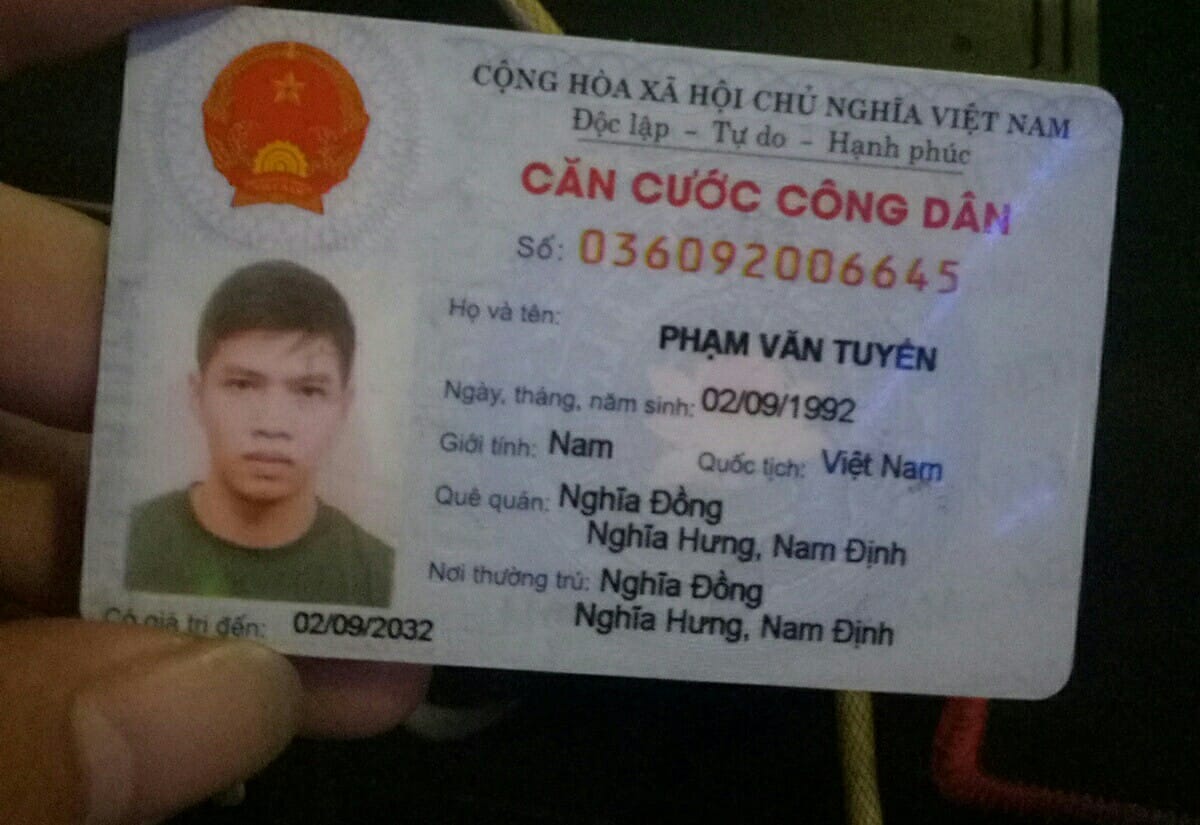 CỘNG HÒA XÃ HỘI CHỦ NGHĨA VIỆT NAM
Độc lập - Tự do - Hạnh phúc
CĂN CƯỚC CÔNG DÂN
Số: 036092006645
Họ và tên:
PHẠM VĂN TUYÊN
Ngày, tháng, năm sinh: 02/09/1992
Giới tính: Nam Quốc tịch: Việt Nam
Quê quán: Nghĩa Đồng
Nghĩa Hưng, Nam Định
Nơi thường trú: Nghĩa Đồng
Nghĩa Hưng, Nam Định
Có giá trị đến: 02/09/2032